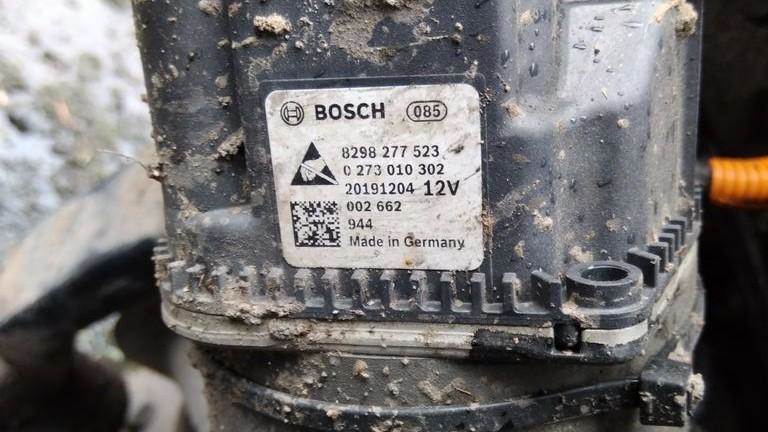 BOSCH 085
8298 277 523
0 273 010 302
20191204 12V
002 662
944
Made in Germany